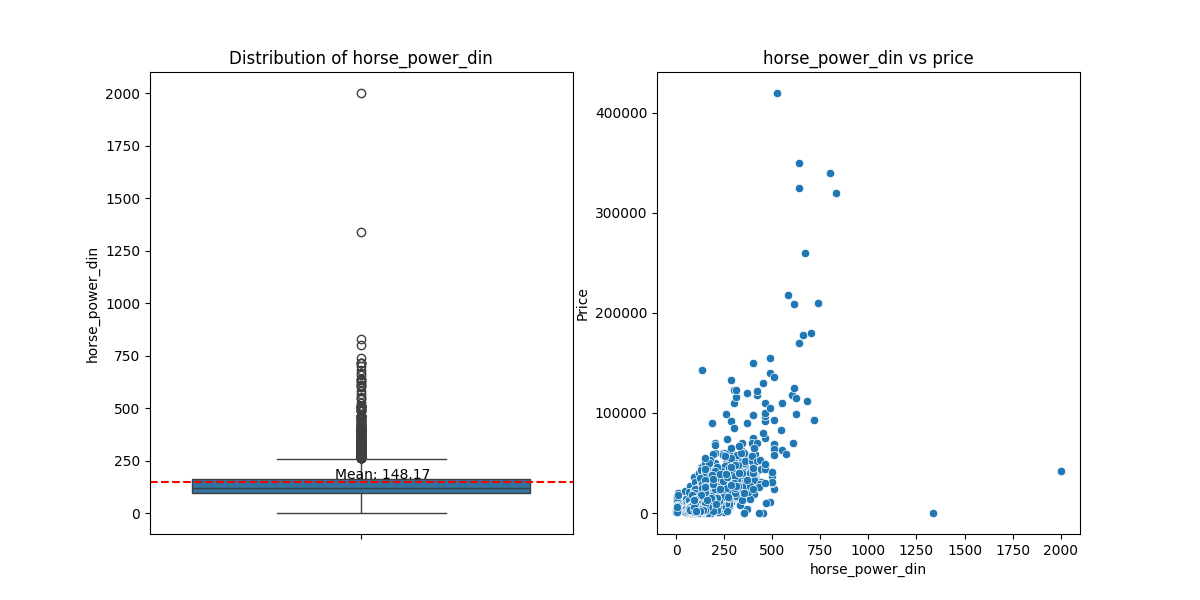 Distribution of horse_power_din
horse_power_din
2000
1750
1500
1250
1000
750
500
250
0
Mean: 148.17
horse_power_din vs price
Price
400000
300000
200000
100000
0
0 250 500 750 1000 1250 1500 1750 2000
horse_power_din